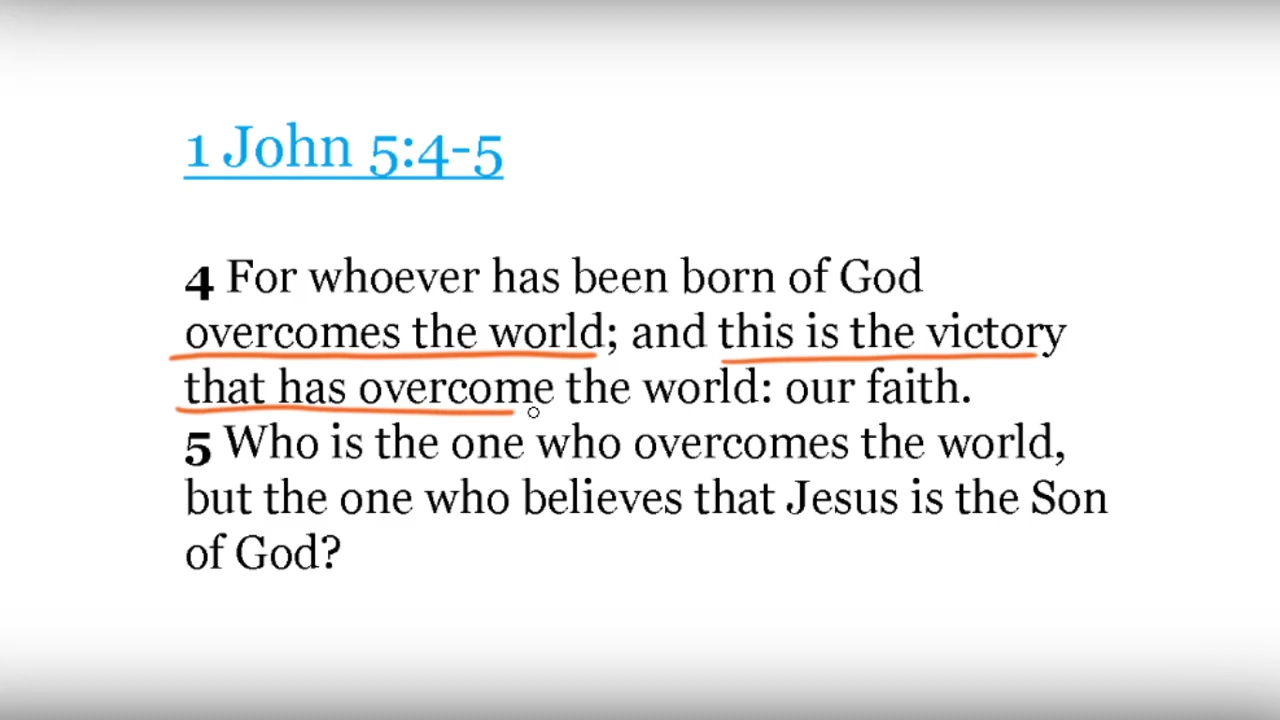 1 John 5:4-5
4 For whoever has been born of God
overcomes the world; and this is the victory
that has overcome the world: our faith.
5 Who is the one who overcomes the world,
but the one who believes that Jesus is the Son
of God?